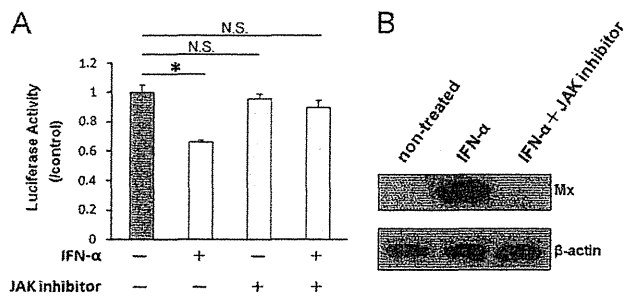 A
N.S.
N.S.
*
Luciferase Activity
(/control)
1.2
1
0.8
0.6
0.4
0.2
0
IFN-α − + − +
JAK inhibitor − − + +
B
non-treated
IFN-α
IFN-α + JAK inhibitor
Mx
β-actin